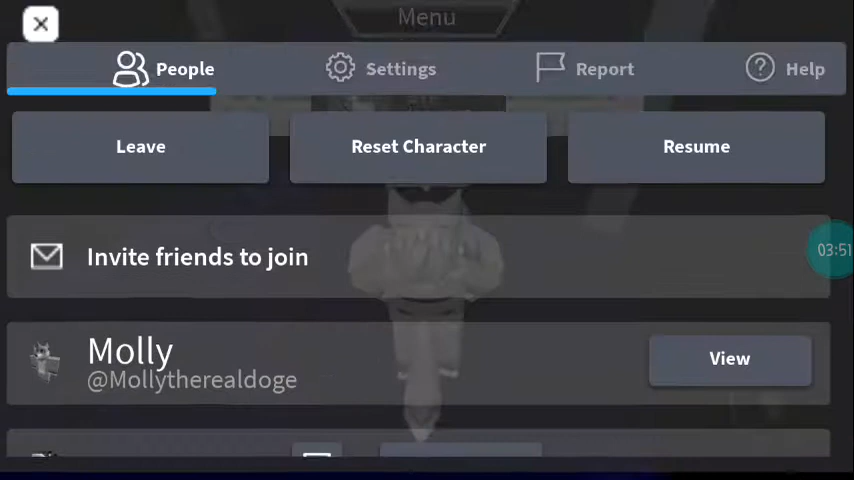 Menu
People
Settings
Report
Help
Leave
Reset Character
Resume
Invite friends to join
03:51
Molly
@Mollytherealdoge
View